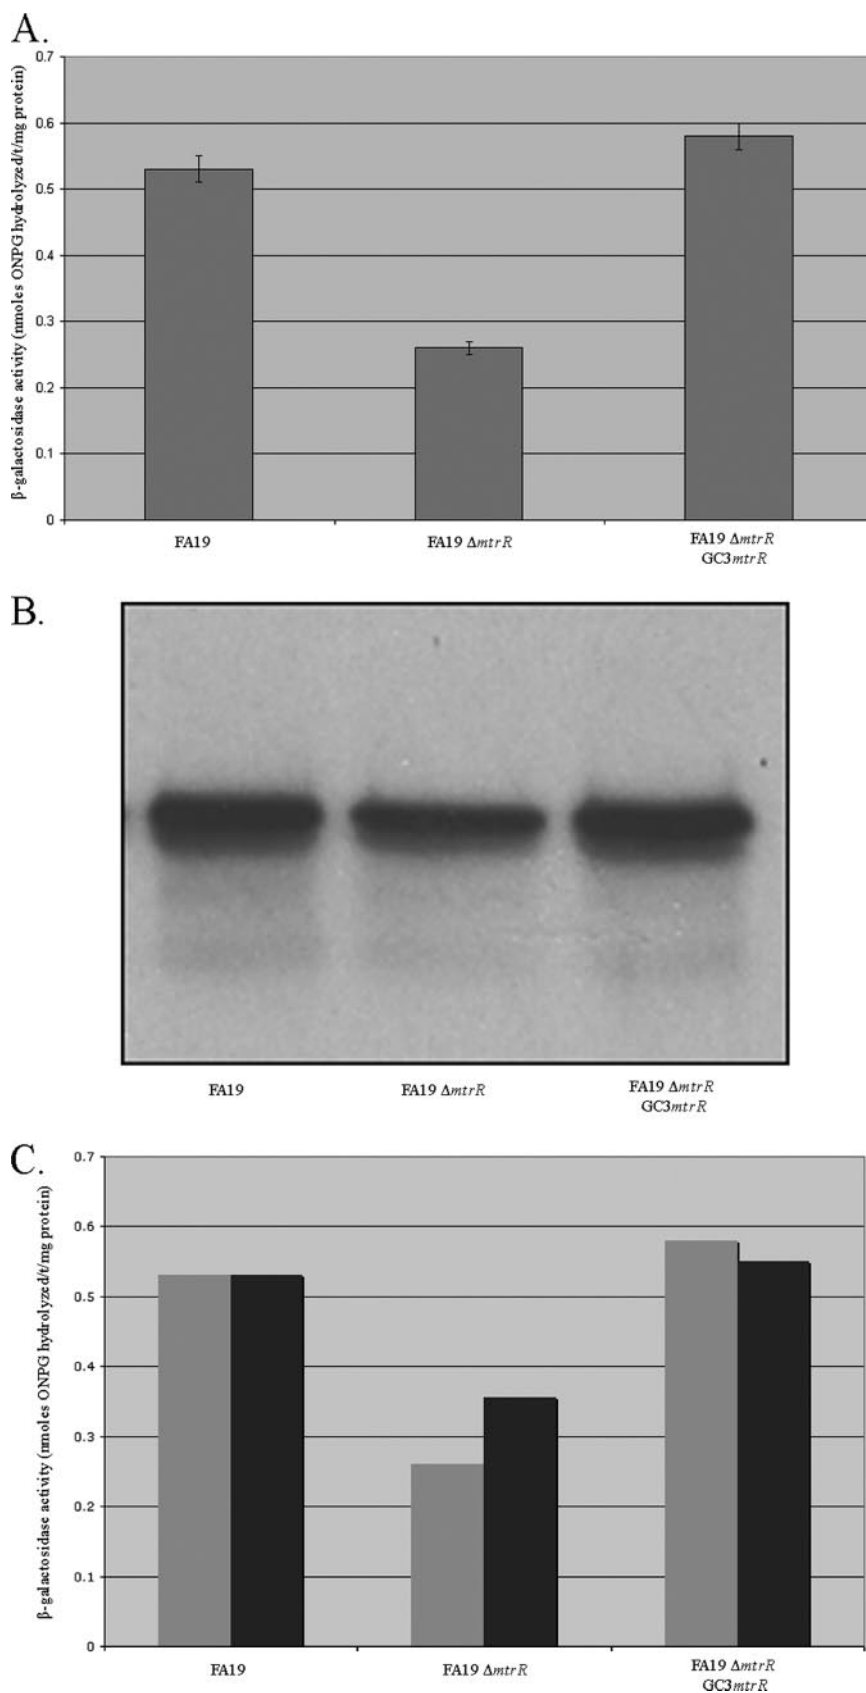 A.
β-galactosidase activity (nmoles ONPG hydrolyzed/t/mg protein)
0.7
0.6
0.5
0.4
0.3
0.2
0.1
0
FA19
FA19 ΔmtrR
FA19 ΔmtrR
GC3mtrR
B.
FA19
FA19 ΔmtrR
FA19 ΔmtrR
GC3mtrR
C.
β-galactosidase activity (nmoles ONPG hydrolyzed/t/mg protein)
0.7
0.6
0.5
0.4
0.3
0.2
0.1
0
FA19
FA19 ΔmtrR
FA19 ΔmtrR
GC3mtrR